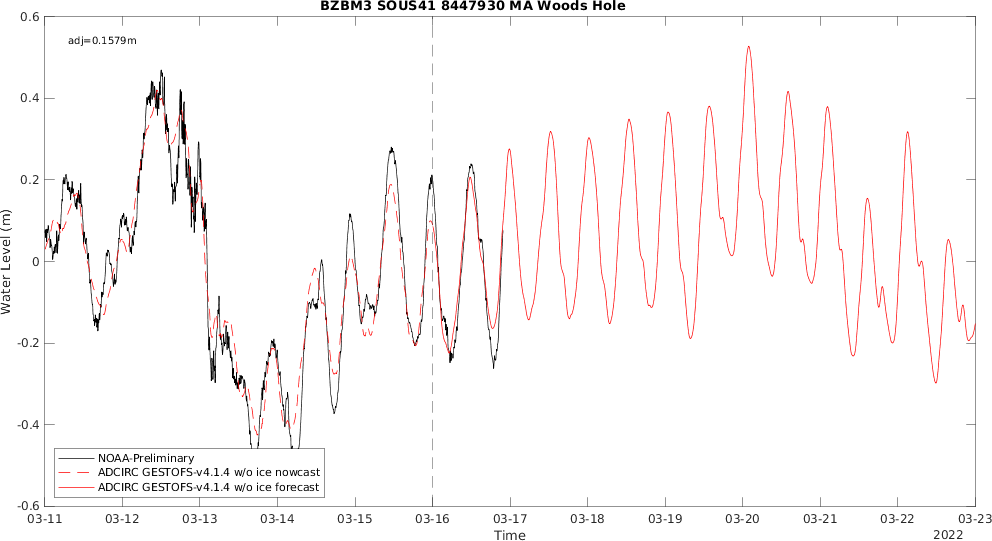 BZBM3 SOUS41 8447930 MA Woods Hole
adj=0.1579m
0.6
0.4
0.2
0
-0.2
-0.4
-0.6
Water Level (m)
NOAA-Preliminary
ADCIRC GESTOFS-v4.1.4 w/o ice nowcast
ADCIRC GESTOFS-v4.1.4 w/o ice forecast
03-11 03-12 03-13 03-14 03-15 03-16 03-17 03-18 03-19 03-20 03-21 03-22 03-23
Time
2022